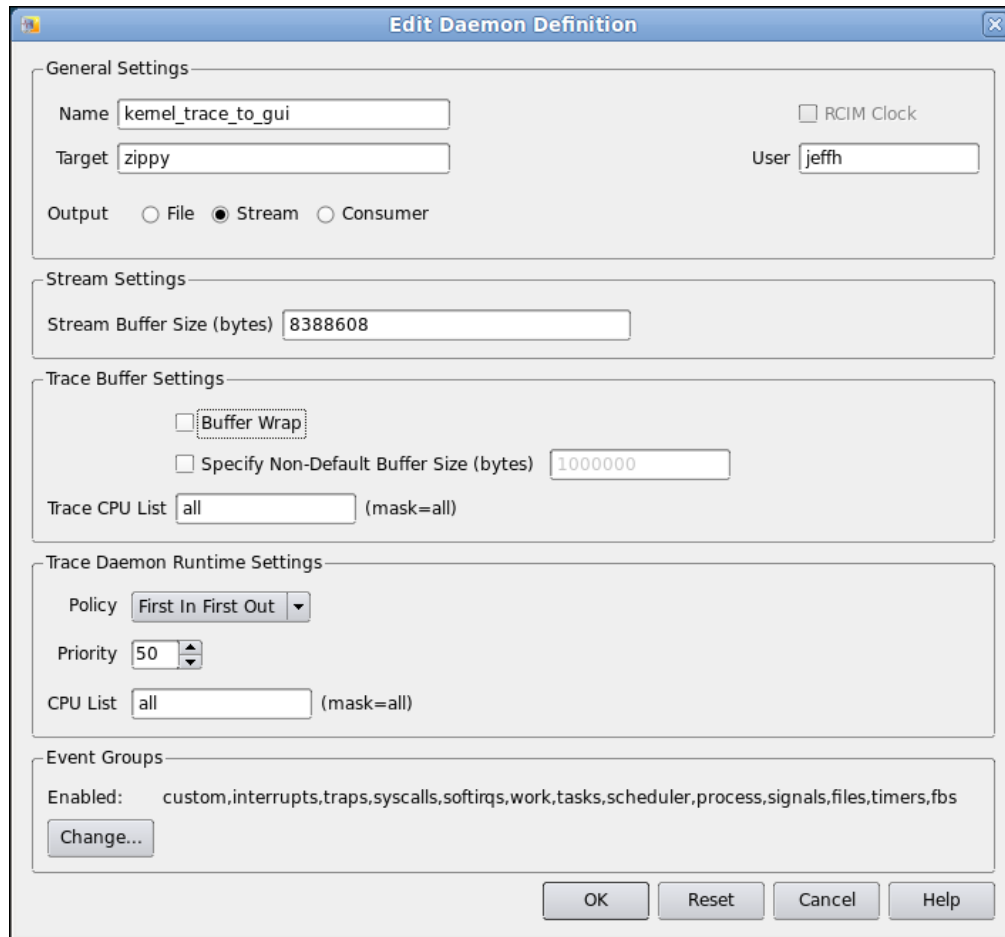 Edit Daemon Definition
General Settings
Name kernel_trace_to_gui RCIM Clock
Target zippy User jeffh
Output File Stream Consumer
Stream Settings
Stream Buffer Size (bytes) 8388608
Trace Buffer Settings
Buffer Wrap
Specify Non-Default Buffer Size (bytes) 1000000
Trace CPU List all (mask=all)
Trace Daemon Runtime Settings
Policy First In First Out
Priority 50
CPU List all (mask=all)
Event Groups
Enabled: custom,interrupts,traps,syscalls,softirqs,work,tasks,scheduler,process,signals,files,timers,fbs
Change...
OK Reset Cancel Help